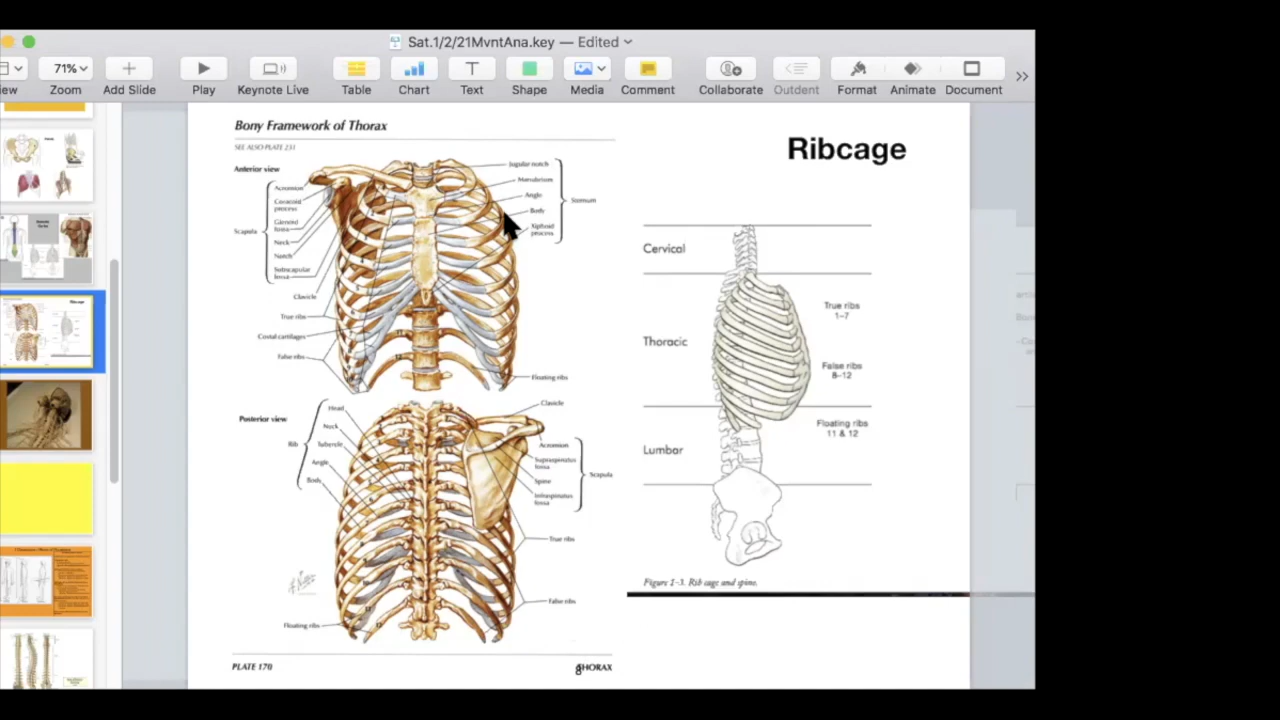 Sat.1/2/21MvntAna.key — Edited
71%
Zoom
Add Slide
Play
Keynote Live
Table
Chart
Text
Shape
Media
Comment
Collaborate
Outdent
Format
Animate
Document
Bony Framework of Thorax
SEE ALSO PLATE 231
Anterior view
Acromion
Coracoid
process
Glenoid
fossa
Neck
Notch
Subscapular
fossa
Scapula
Clavicle
True ribs
Costal cartilages
False ribs
Jugular notch
Manubrium
Angle
Body
Xiphoid
process
Sternum
Floating ribs
Posterior view
Head
Neck
Tubercle
Angle
Body
Rib
Clavicle
Acromion
Supraspinatus
fossa
Spine
Infraspinatus
fossa
Scapula
True ribs
False ribs
Floating ribs
PLATE 170
8
THORAX
Ribcage
Cervical
Thoracic
Lumbar
True ribs
1–7
False ribs
8–12
Floating ribs
11 & 12
Figure 1–3. Rib cage and spine.